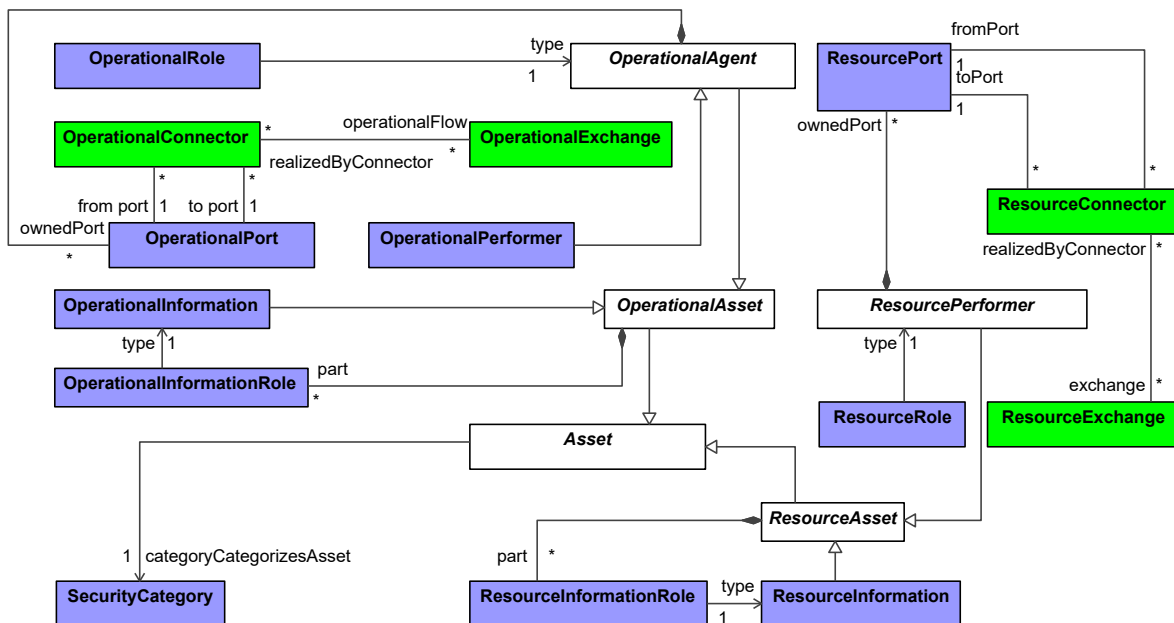 fromPort
type
OperationalRole
OperationalAgent
ResourcePort
1
toPort
1
1
operationalFlow
ownedPort
*
OperationalConnector
*
OperationalExchange
realizedByConnector
*
*
*
*
*
from port
1
to port
1
ResourceConnector
ownedPort
OperationalPort
OperationalPerformer
realizedByConnector
*
*
OperationalInformation
OperationalAsset
ResourcePerformer
type
1
type
1
part
OperationalInformationRole
*
exchange
*
ResourceRole
ResourceExchange
Asset
ResourceAsset
1
categoryCategorizesAsset
part
*
type
SecurityCategory
ResourceInformationRole
ResourceInformation
1